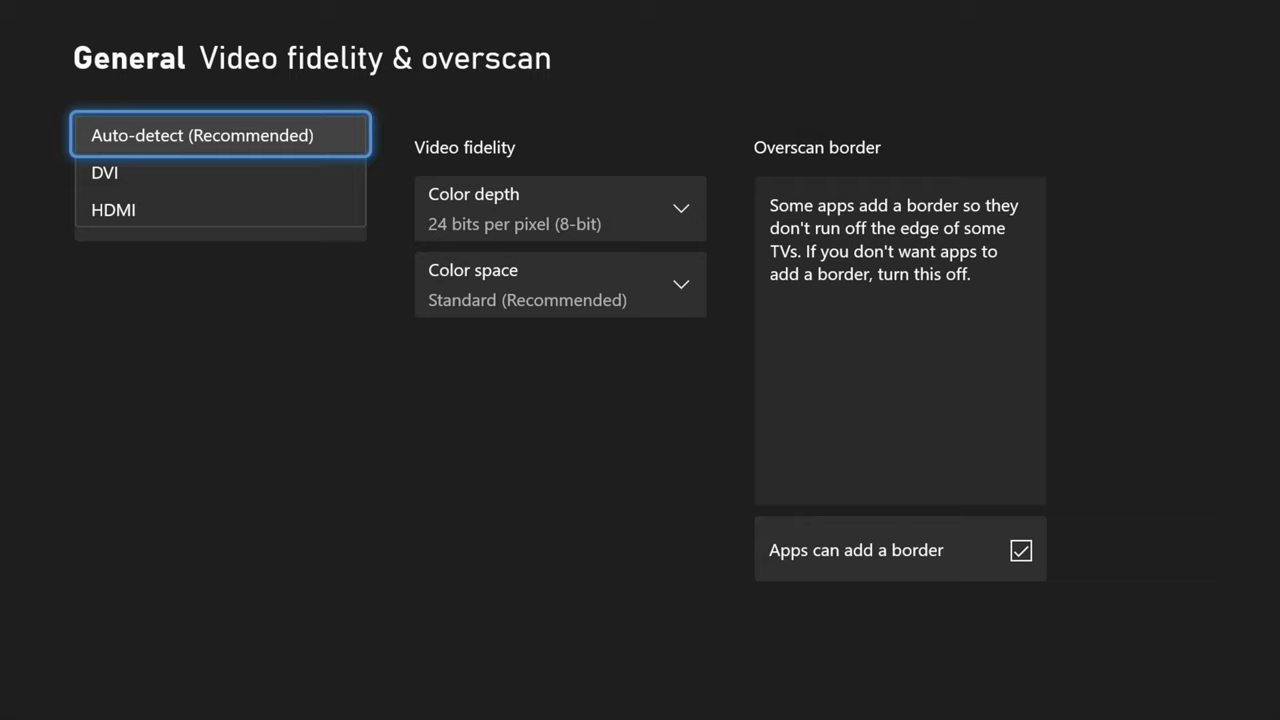 General Video fidelity & overscan
Auto-detect (Recommended)
DVI
HDMI
Video fidelity
Color depth
24 bits per pixel (8-bit)
Color space
Standard (Recommended)
Overscan border
Some apps add a border so they
don't run off the edge of some
TVs. If you don't want apps to
add a border, turn this off.
Apps can add a border